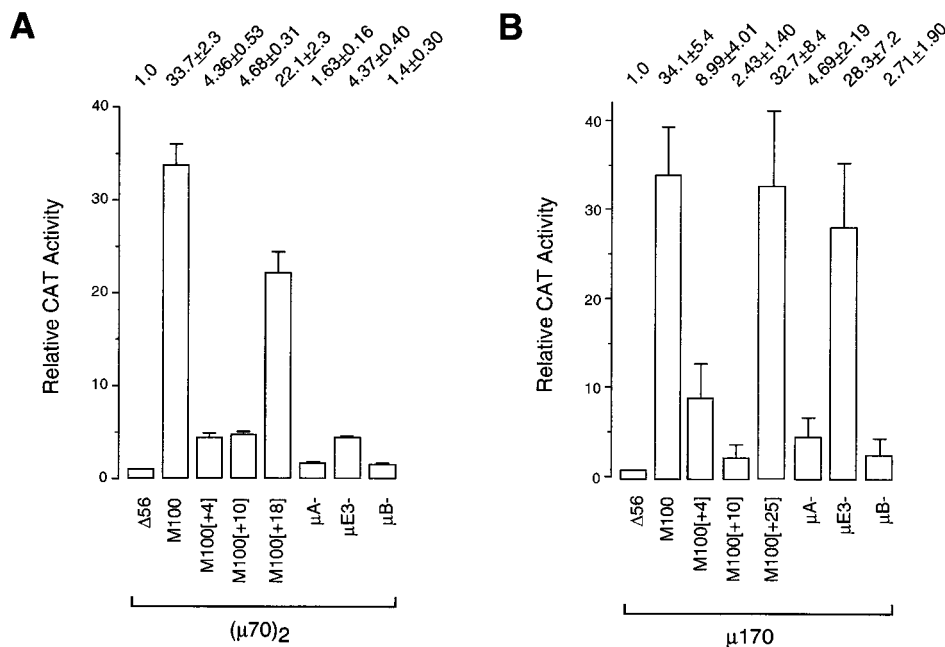 A
1.0
33.7±2.3
4.36±0.53
4.68±0.31
22.1±2.3
1.63±0.16
4.37±0.40
1.4±0.30
Relative CAT Activity
40
30
20
10
0
Δ56
M100
M100[+4]
M100[+10]
M100[+18]
μA-
μE3-
μB-
(μ70)2
B
1.0
34.1±5.4
8.99±4.01
2.43±1.40
32.7±8.4
4.69±2.19
28.3±7.2
2.71±1.90
Relative CAT Activity
40
30
20
10
0
Δ56
M100
M100[+4]
M100[+10]
M100[+25]
μA-
μE3-
μB-
μ170